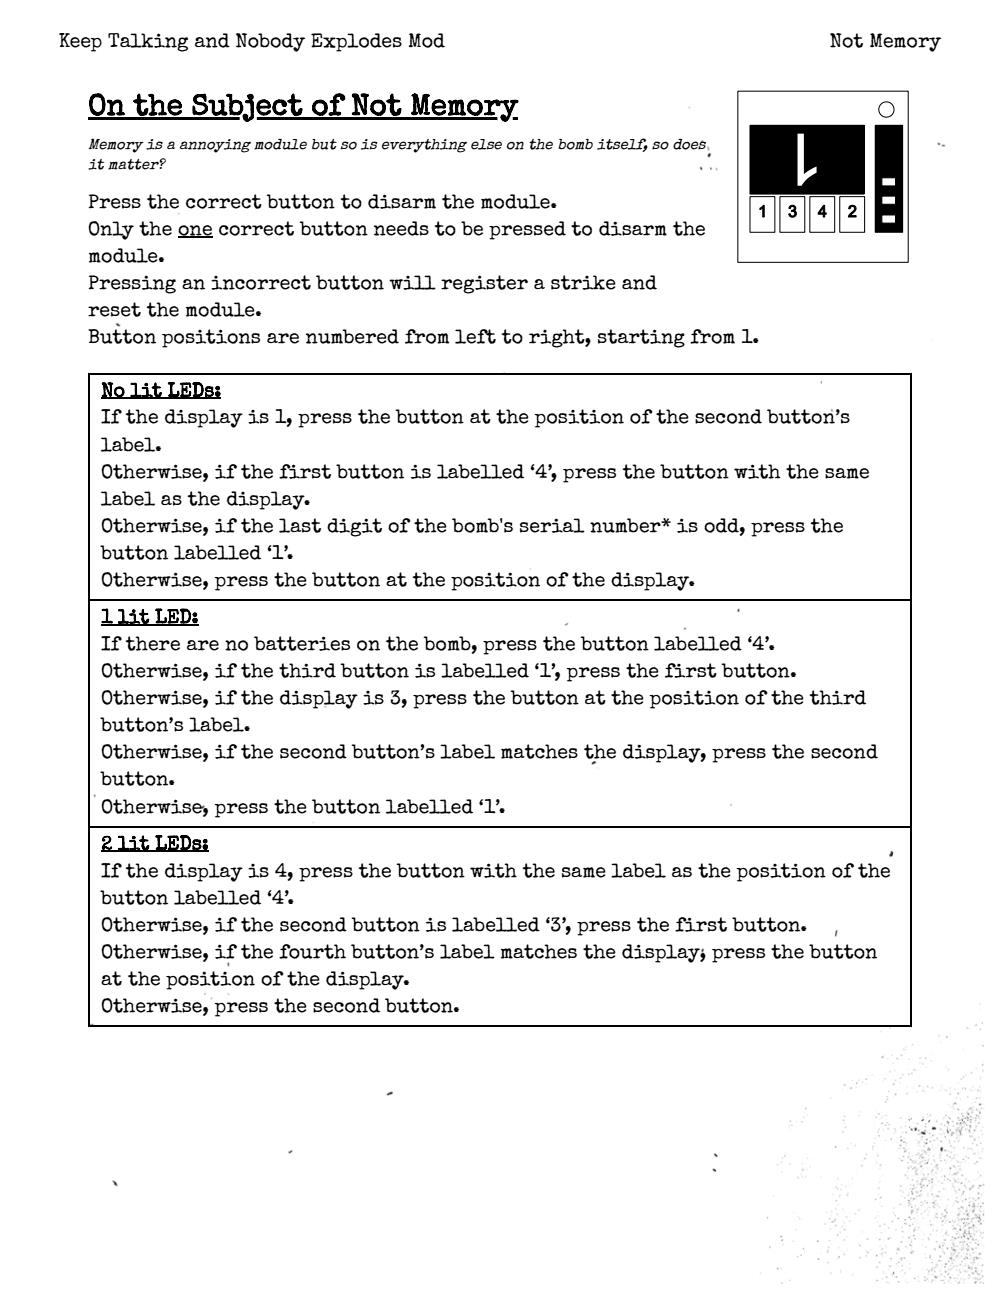 Keep Talking and Nobody Explodes Mod
Not Memory
On the Subject of Not Memory
Memory is a annoying module but so is everything else on the bomb itself, so does
it matter?
1 3 4 2
Press the correct button to disarm the module.
Only the one correct button needs to be pressed to disarm the
module.
Pressing an incorrect button will register a strike and
reset the module.
Button positions are numbered from left to right, starting from 1.
No lit LEDs:
If the display is 1, press the button at the position of the second button’s
label.
Otherwise, if the first button is labelled ‘4’, press the button with the same
label as the display.
Otherwise, if the last digit of the bomb's serial number* is odd, press the
button labelled ‘1’.
Otherwise, press the button at the position of the display.
1 lit LED:
If there are no batteries on the bomb, press the button labelled ‘4’.
Otherwise, if the third button is labelled ‘1’, press the first button.
Otherwise, if the display is 3, press the button at the position of the third
button’s label.
Otherwise, if the second button’s label matches the display, press the second
button.
Otherwise, press the button labelled ‘1’.
2 lit LEDs:
If the display is 4, press the button with the same label as the position of the
button labelled ‘4’.
Otherwise, if the second button is labelled ‘3’, press the first button.
Otherwise, if the fourth button’s label matches the display, press the button
at the position of the display.
Otherwise, press the second button.